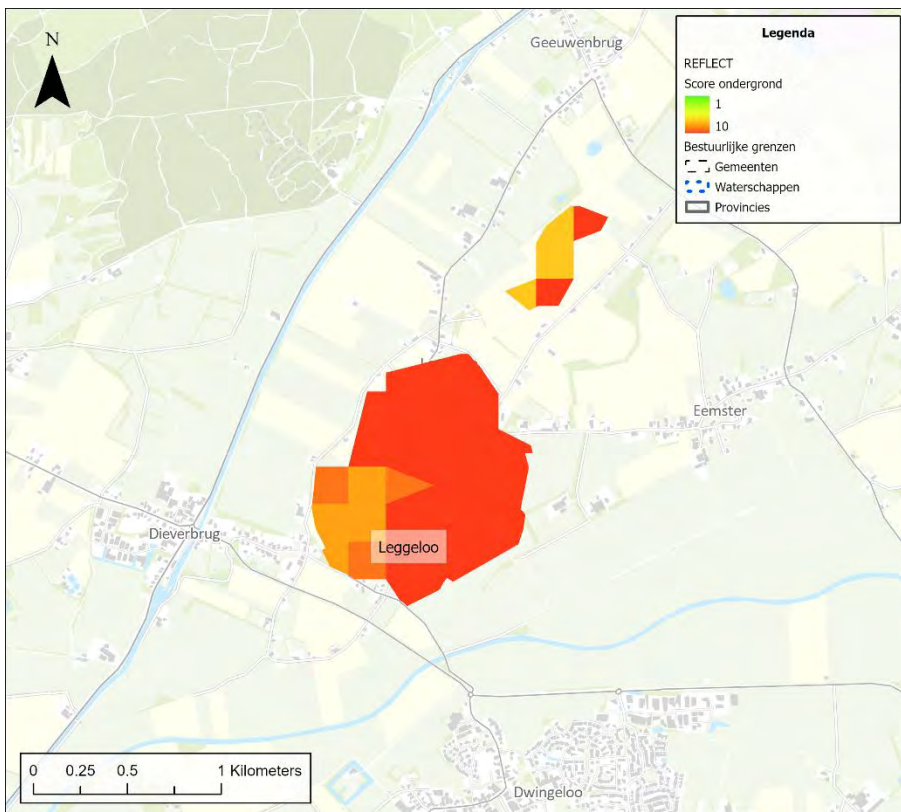 N
Geeuwenbrug
Legenda
REFLECT
Score ondergrond
1
10
Bestuurlijke grenzen
Gemeenten
Waterschappen
Provincies
Eemster
Dieverbrug
Leggeloo
0 0.25 0.5 1 Kilometers
Dwingeloo